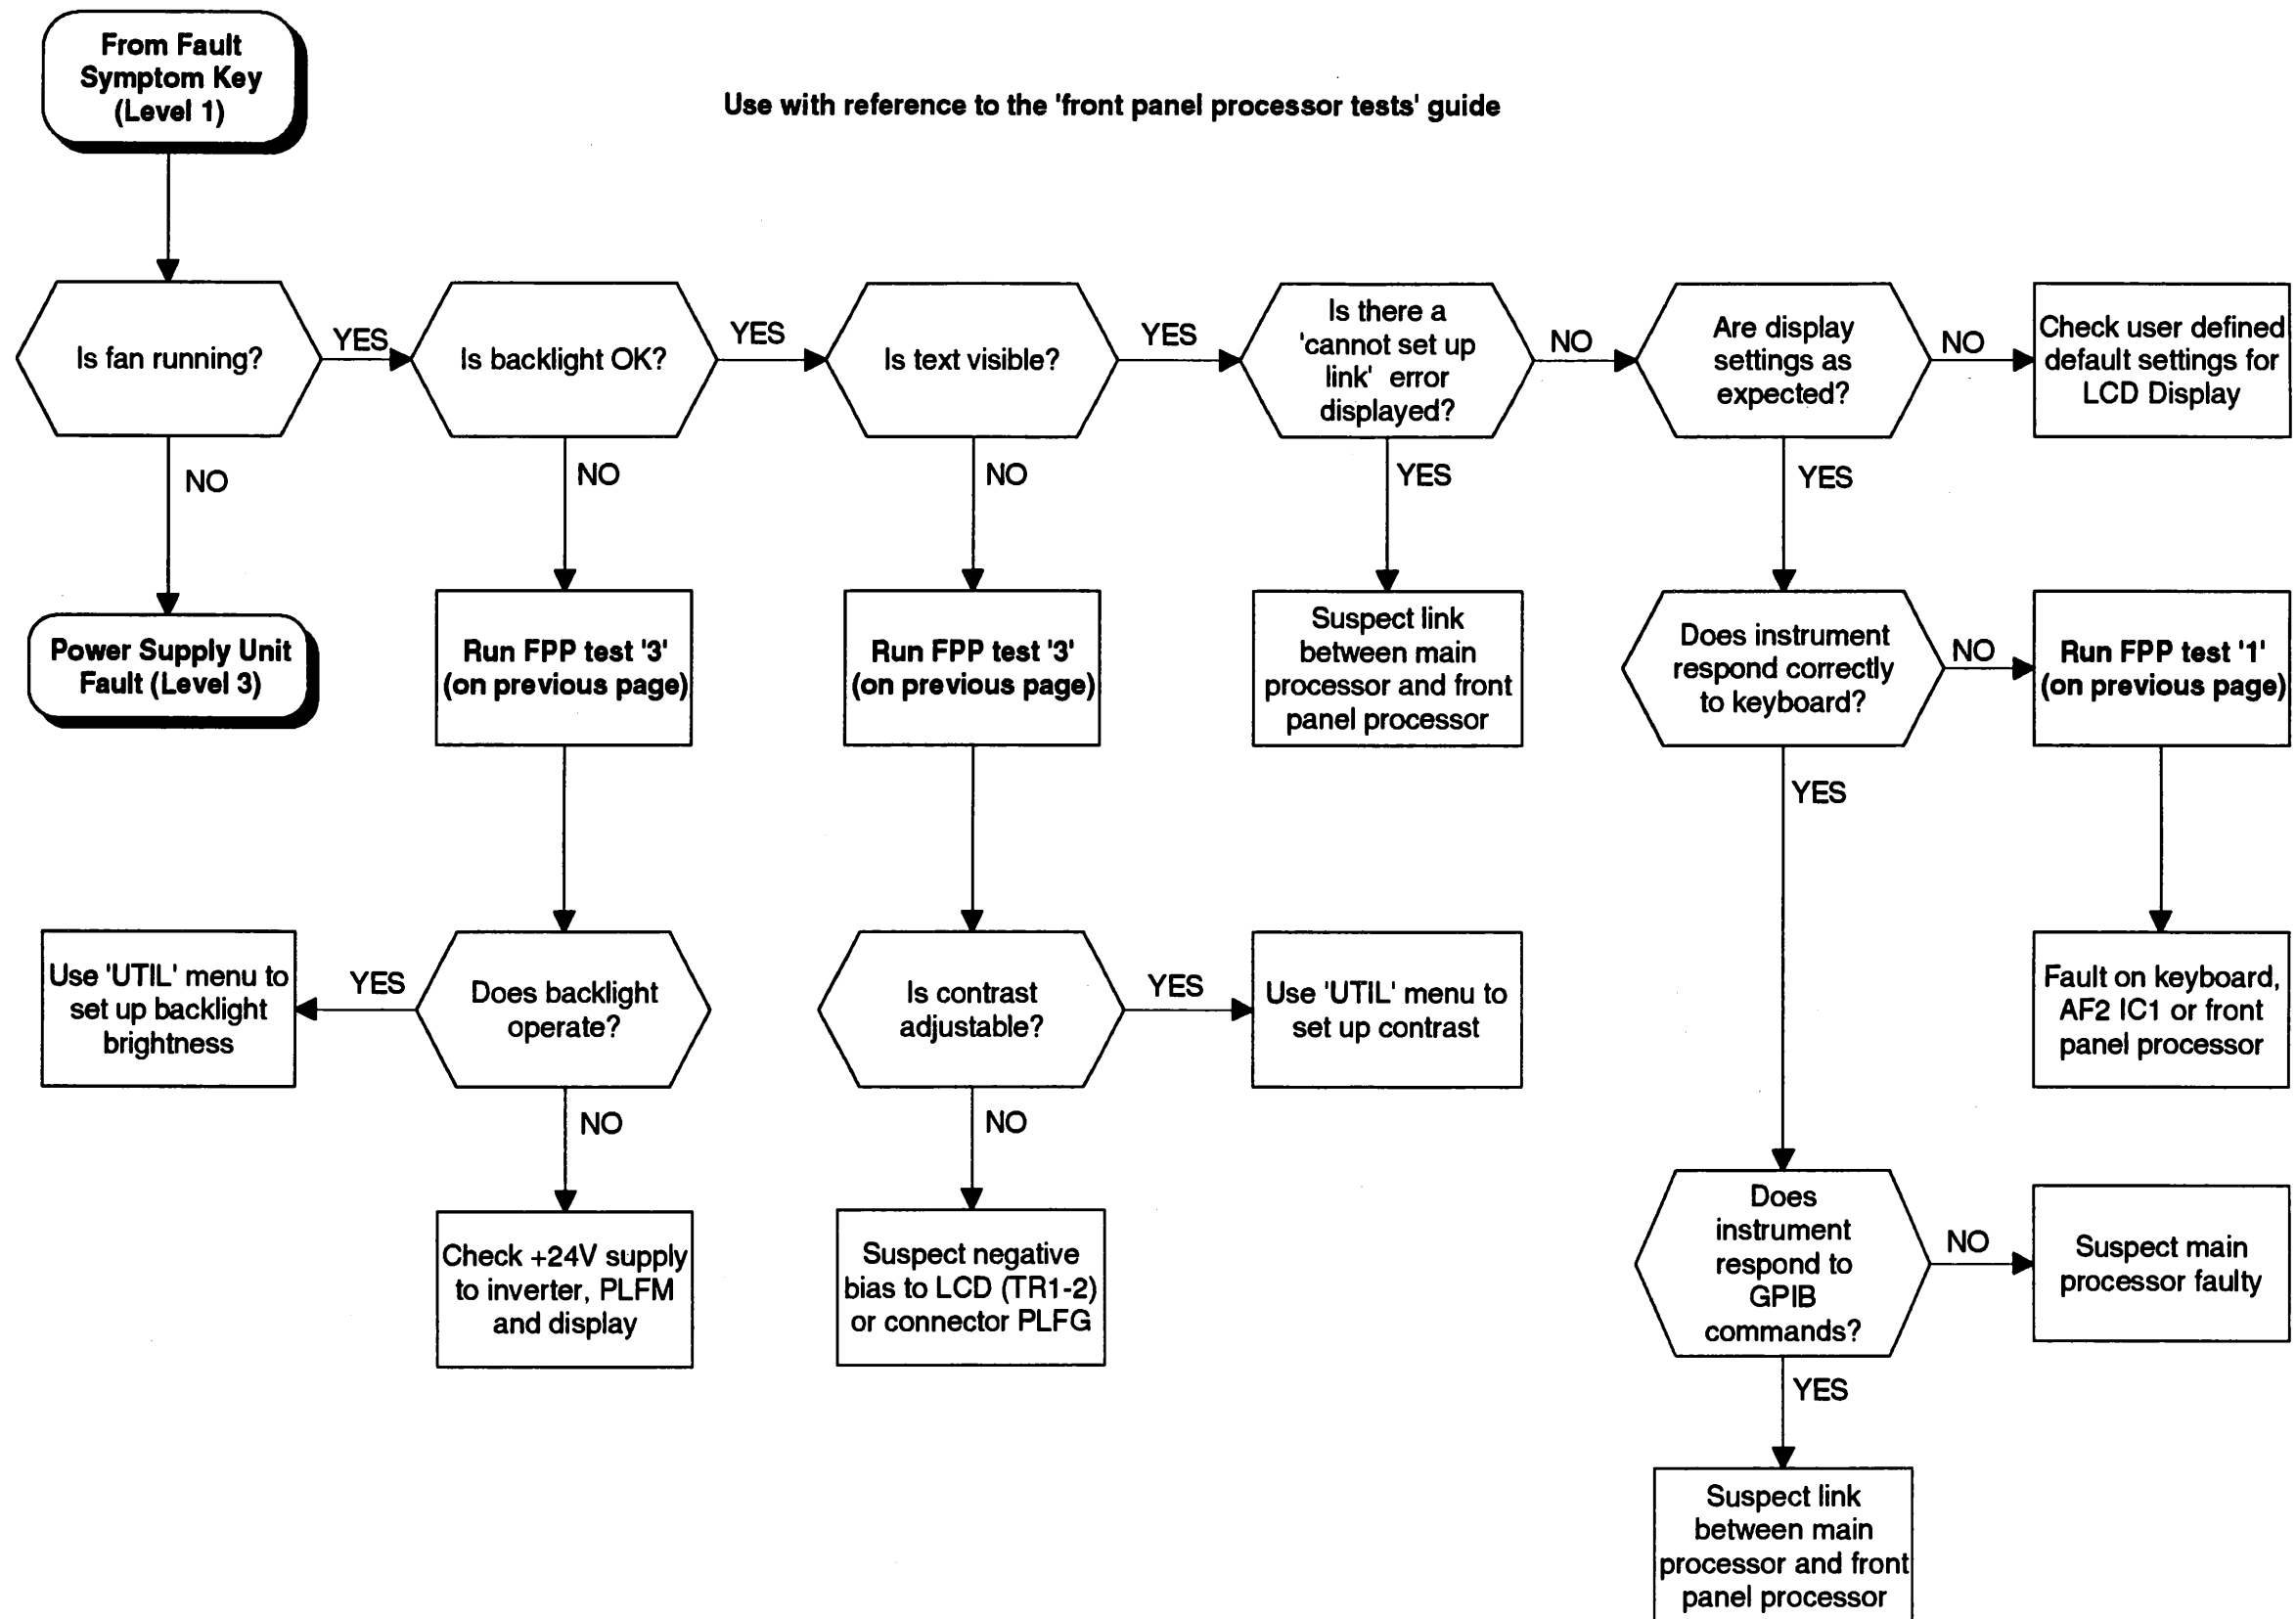 From Fault
Symptom Key
(Level 1)
Use with reference to the 'front panel processor tests' guide
Is fan running?
YES
Is backlight OK?
YES
Is text visible?
YES
Is there a
'cannot set up
link' error
displayed?
NO
Are display
settings as
expected?
NO
Check user defined
default settings for
LCD Display
NO
NO
NO
YES
YES
Power Supply Unit
Fault (Level 3)
Run FPP test '3'
(on previous page)
Run FPP test '3'
(on previous page)
Suspect link
between main
processor and front
panel processor
Does instrument
respond correctly
to keyboard?
NO
Run FPP test '1'
(on previous page)
YES
Use 'UTIL' menu to
set up backlight
brightness
YES
Does backlight
operate?
Is contrast
adjustable?
YES
Use 'UTIL' menu to
set up contrast
Fault on keyboard,
AF2 IC1 or front
panel processor
NO
NO
Check +24V supply
to inverter, PLFM
and display
Suspect negative
bias to LCD (TR1-2)
or connector PLFG
Does
instrument
respond to
GPIB
commands?
NO
Suspect main
processor faulty
YES
Suspect link
between main
processor and front
panel processor